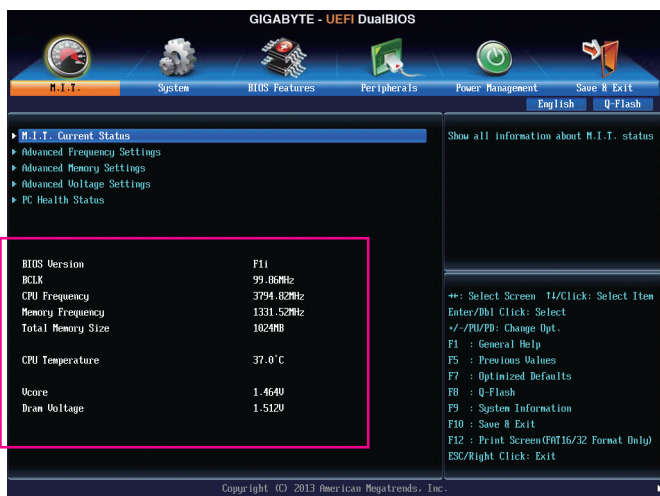 GIGABYTE - UEFI DualBIOS
M.I.T. System BIOS Features Peripherals Power Management Save & Exit
English Q-Flash
M.I.T. Current Status
Advanced Frequency Settings
Advanced Memory Settings
Advanced Voltage Settings
PC Health Status
BIOS Version F1i
BCLK 99.86MHz
CPU Frequency 3794.82MHz
Memory Frequency 1331.52MHz
Total Memory Size 1024MB
CPU Temperature 37.0°C
Vcore 1.464V
Dram Voltage 1.512V
Show all information about M.I.T. status
↔: Select Screen ↑↓/Click: Select Item
Enter/Dbl Click: Select
+/-/PU/PD: Change Opt.
F1 : General Help
F5 : Previous Values
F7 : Optimized Defaults
F8 : Q-Flash
F9 : System Information
F10 : Save & Exit
F12 : Print Screen(FAT16/32 Format Only)
ESC/Right Click: Exit
Copyright (C) 2013 American Megatrends, Inc.